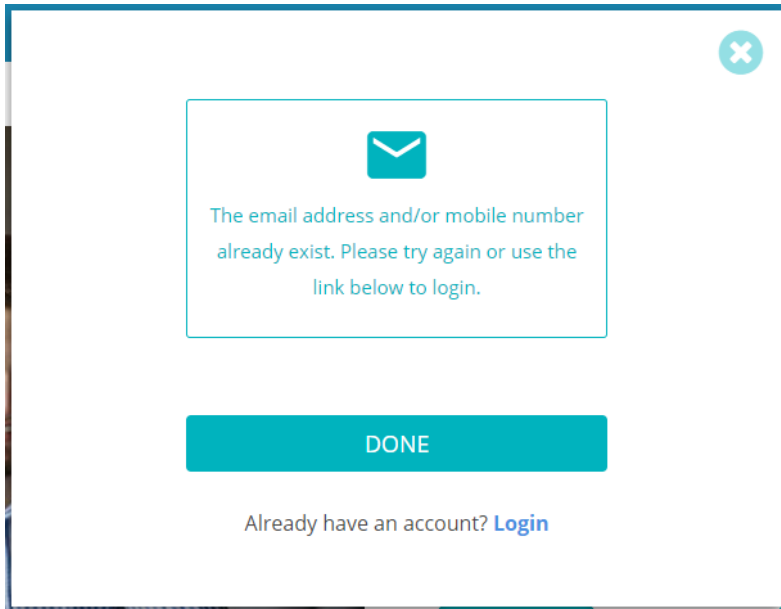 The email address and/or mobile number
already exist. Please try again or use the
link below to login.
DONE
Already have an account? Login